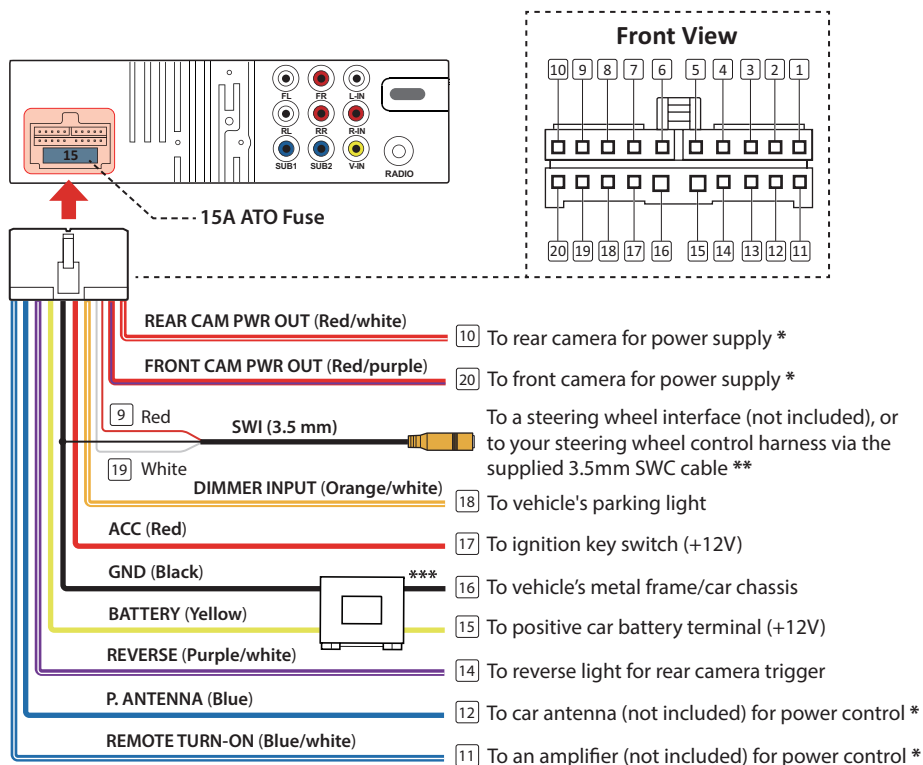 Front View
10 9 8 7 6 5 4 3 2 1
20 19 18 17 16 15 14 13 12 11
FL FR L-IN
RL RR R-IN
SUB1 SUB2 V-IN
RADIO
15
15A ATO Fuse
REAR CAM PWR OUT (Red/white)
10 To rear camera for power supply *
FRONT CAM PWR OUT (Red/purple)
20 To front camera for power supply *
9 Red
19 White
SWI (3.5 mm)
To a steering wheel interface (not included), or
to your steering wheel control harness via the
supplied 3.5mm SWC cable **
DIMMER INPUT (Orange/white)
18 To vehicle's parking light
ACC (Red)
17 To ignition key switch (+12V)
GND (Black)
***
16 To vehicle’s metal frame/car chassis
BATTERY (Yellow)
15 To positive car battery terminal (+12V)
REVERSE (Purple/white)
14 To reverse light for rear camera trigger
P. ANTENNA (Blue)
12 To car antenna (not included) for power control *
REMOTE TURN-ON (Blue/white)
11 To an amplifier (not included) for power control *